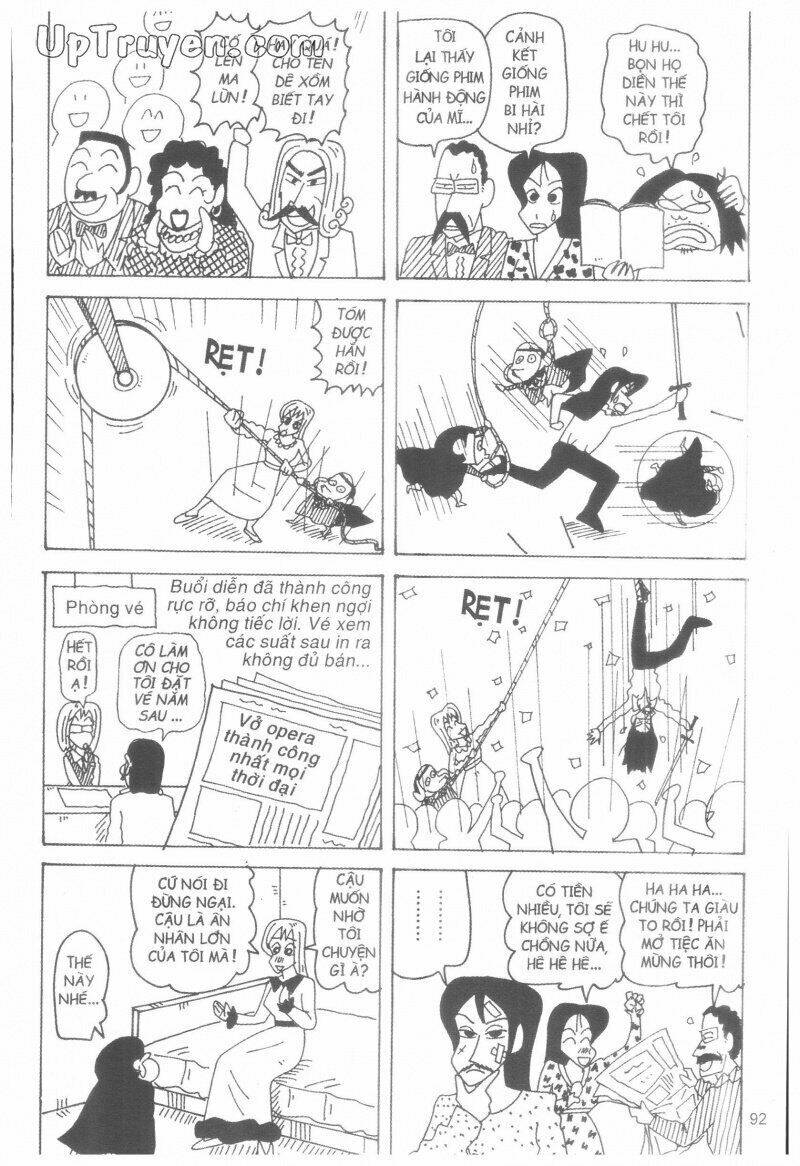 UpTruyen.com
LÊN
MA
LŨN!
QUÁ!
CHO TÊN
DÊ XỒM
BIẾT TAY
ĐI!
TÔI
LẠI THẤY
GIỐNG PHIM
HÀNH ĐỘNG
CỦA MĨ...
CẢNH
KẾT
GIỐNG
PHIM
BI HÀI
NHỈ?
HU HU...
BỌN HỌ
DIỄN THẾ
NÀY THÌ
CHẾT TÔI
RỒI!
RẸT!
TÓM
ĐƯỢC
HẮN
RỒI!
Phòng vé
Buổi diễn đã thành công
rực rỡ, báo chí khen ngợi
không tiếc lời. Vé xem
các suất sau in ra
không đủ bán...
HẾT
RỒI
Ạ!
CÔ LÀM
ƠN CHO
TÔI ĐẶT
VÉ NĂM
SAU ...
Vở opera
thành công
nhất mọi
thời đại
RẸT!
THẾ
NÀY
NHÉ...
CỨ NÓI ĐI
ĐỪNG NGẠI.
CẬU LÀ ÂN
NHÂN LỚN
CỦA TÔI MÀ!
CẬU
MUỐN
NHỜ
TÔI
CHUYỆN
GÌ À?
CÓ TIỀN
NHIỀU, TÔI SẼ
KHÔNG SỢ Ế
CHỒNG NỮA,
HÊ HÊ HÊ...
HA HA HA...
CHÚNG TA GIÀU
TO RỒI! PHẢI
MỞ TIỆC ĂN
MỪNG THÔI!
92